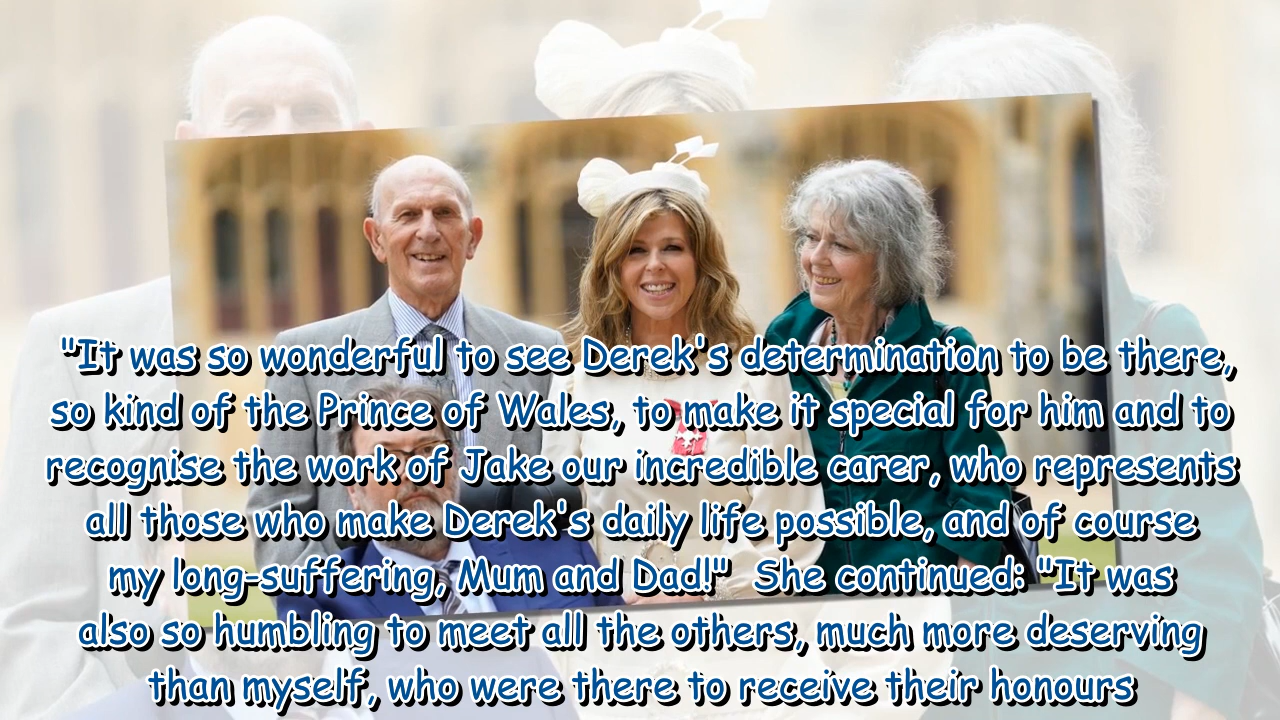 "It was so wonderful to see Derek's determination to be there,
so kind of the Prince of Wales, to make it special for him and to
recognise the work of Jake our incredible carer, who represents
all those who make Derek's daily life possible, and of course
my long-suffering, Mum and Dad!"  She continued: "It was
also so humbling to meet all the others, much more deserving
than myself, who were there to receive their honours